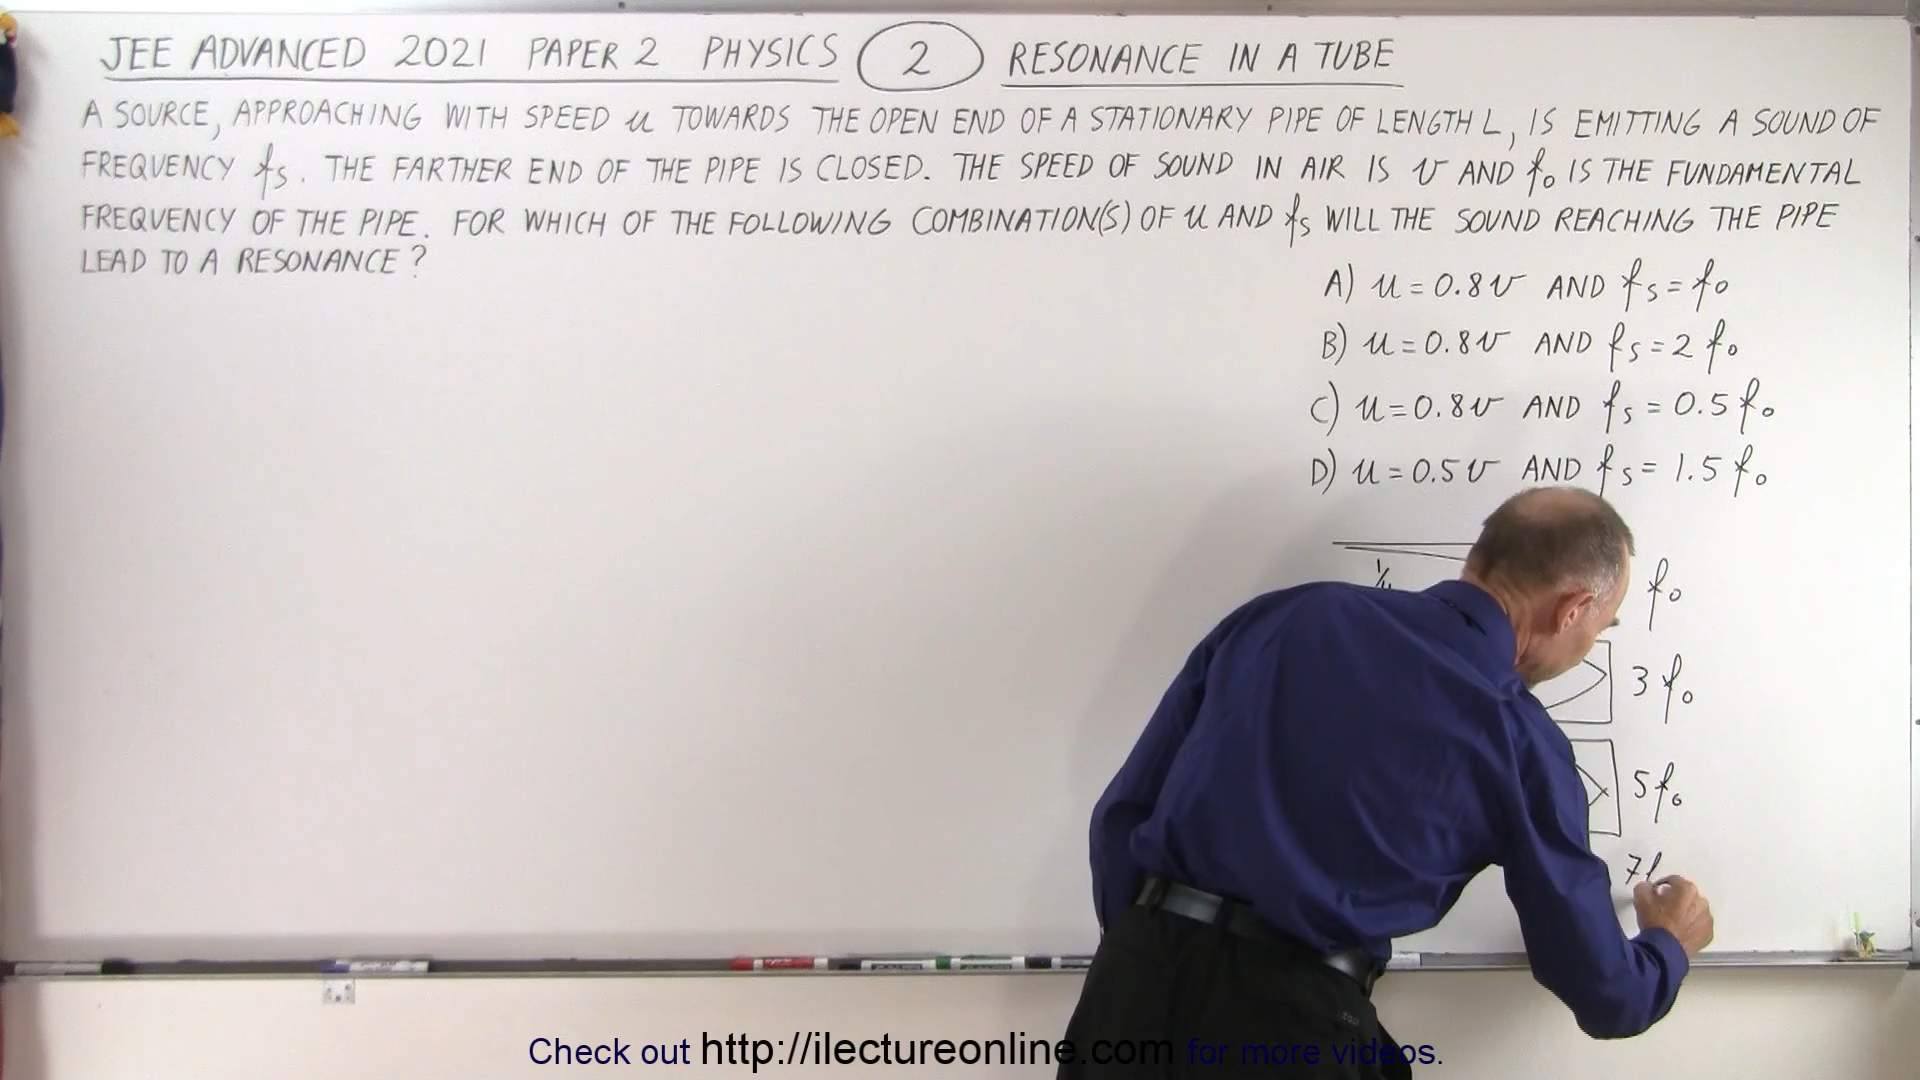 JEE ADVANCED 2021 PAPER 2 PHYSICS 2 RESONANCE IN A TUBE
A SOURCE, APPROACHING WITH SPEED u TOWARDS THE OPEN END OF A STATIONARY PIPE OF LENGTH L, IS EMITTING A SOUND OF
FREQUENCY fs. THE FARTHER END OF THE PIPE IS CLOSED. THE SPEED OF SOUND IN AIR IS v AND f₀ IS THE FUNDAMENTAL
FREQUENCY OF THE PIPE. FOR WHICH OF THE FOLLOWING COMBINATION(S) OF u AND fs WILL THE SOUND REACHING THE PIPE
LEAD TO A RESONANCE?
A) u = 0.8v AND fs = f₀
B) u = 0.8v AND fs = 2 f₀
C) u = 0.8v AND fs = 0.5 f₀
D) u = 0.5v AND fs = 1.5 f₀
f₀
3 f₀
5 f₀
7f
Check out http://ilectureonline.com for more videos.